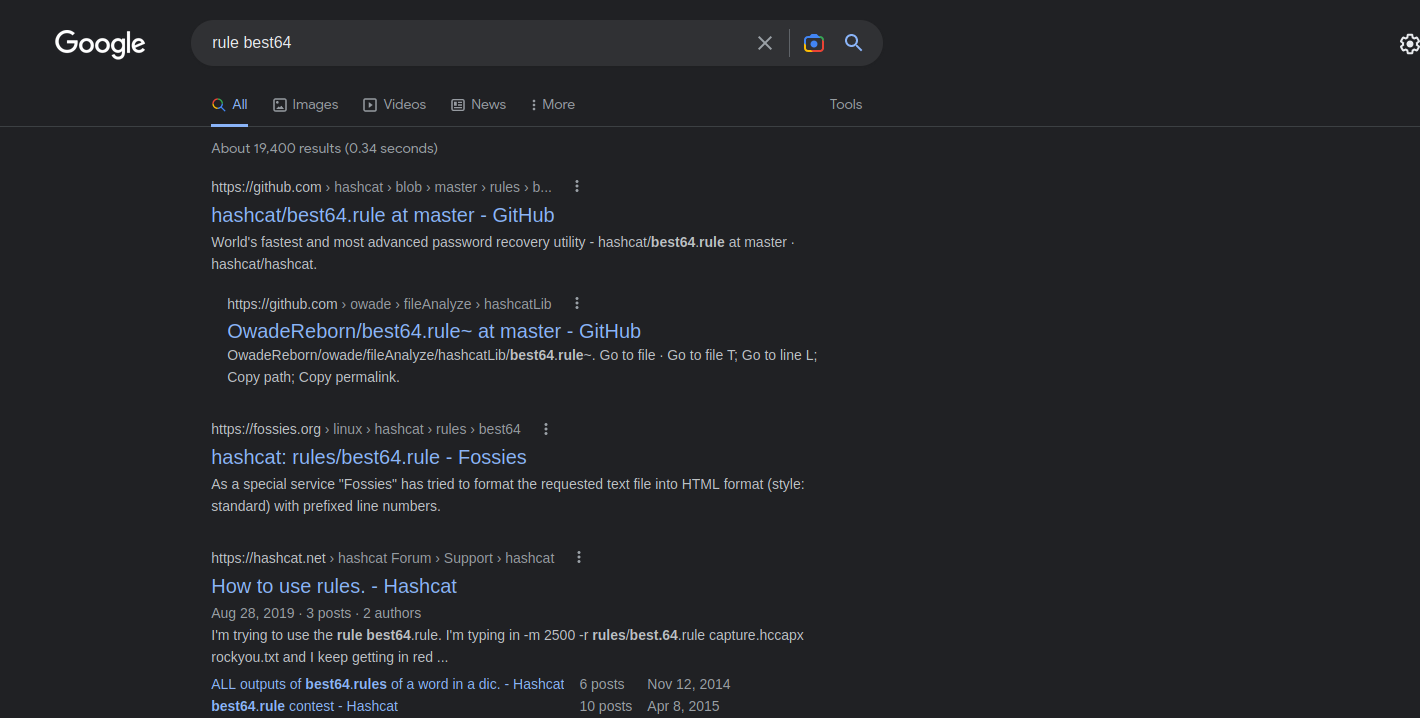 Google
rule best64
All Images Videos News More Tools
About 19,400 results (0.34 seconds)
https://github.com › hashcat › blob › master › rules › b...
hashcat/best64.rule at master - GitHub
World's fastest and most advanced password recovery utility - hashcat/best64.rule at master ·
hashcat/hashcat.
https://github.com › owade › fileAnalyze › hashcatLib
OwadeReborn/best64.rule~ at master - GitHub
OwadeReborn/owade/fileAnalyze/hashcatLib/best64.rule~. Go to file · Go to file T; Go to line L;
Copy path; Copy permalink.
https://fossies.org › linux › hashcat › rules › best64
hashcat: rules/best64.rule - Fossies
As a special service "Fossies" has tried to format the requested text file into HTML format (style:
standard) with prefixed line numbers.
https://hashcat.net › hashcat Forum › Support › hashcat
How to use rules. - Hashcat
Aug 28, 2019 · 3 posts · 2 authors
I'm trying to use the rule best64.rule. I'm typing in -m 2500 -r rules/best.64.rule capture.hccapx
rockyou.txt and I keep getting in red ...
ALL outputs of best64.rules of a word in a dic. - Hashcat 6 posts Nov 12, 2014
best64.rule contest - Hashcat 10 posts Apr 8, 2015